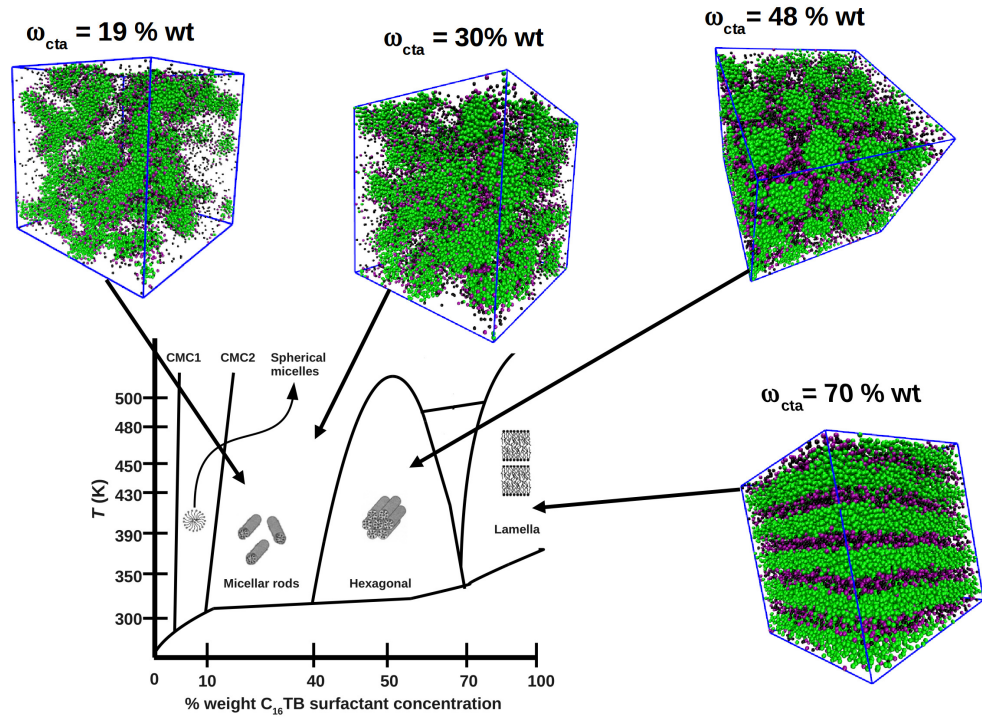 ω_cta = 19 % wt
ω_cta = 30% wt
ω_cta = 48 % wt
ω_cta= 70 % wt
CMC1
CMC2
Spherical
micelles
500
480
450
430
390
350
300
T (K)
Lamella
Micellar rods
Hexagonal
0
10
40
50
70
100
% weight C₁₆TB surfactant concentration